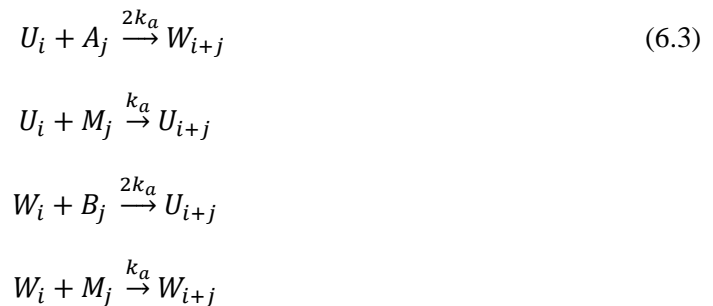 U_i + A_j \xrightarrow{2k_a} W_{i+j} (6.3)
U_i + M_j \xrightarrow{k_a} U_{i+j}
W_i + B_j \xrightarrow{2k_a} U_{i+j}
W_i + M_j \xrightarrow{k_a} W_{i+j}